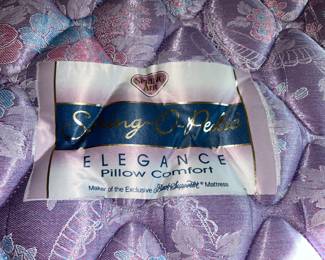 Spring-O-Pedic
ELEGANCE
Pillow Comfort
Maker of the Exclusive Back Supporter® Mattress